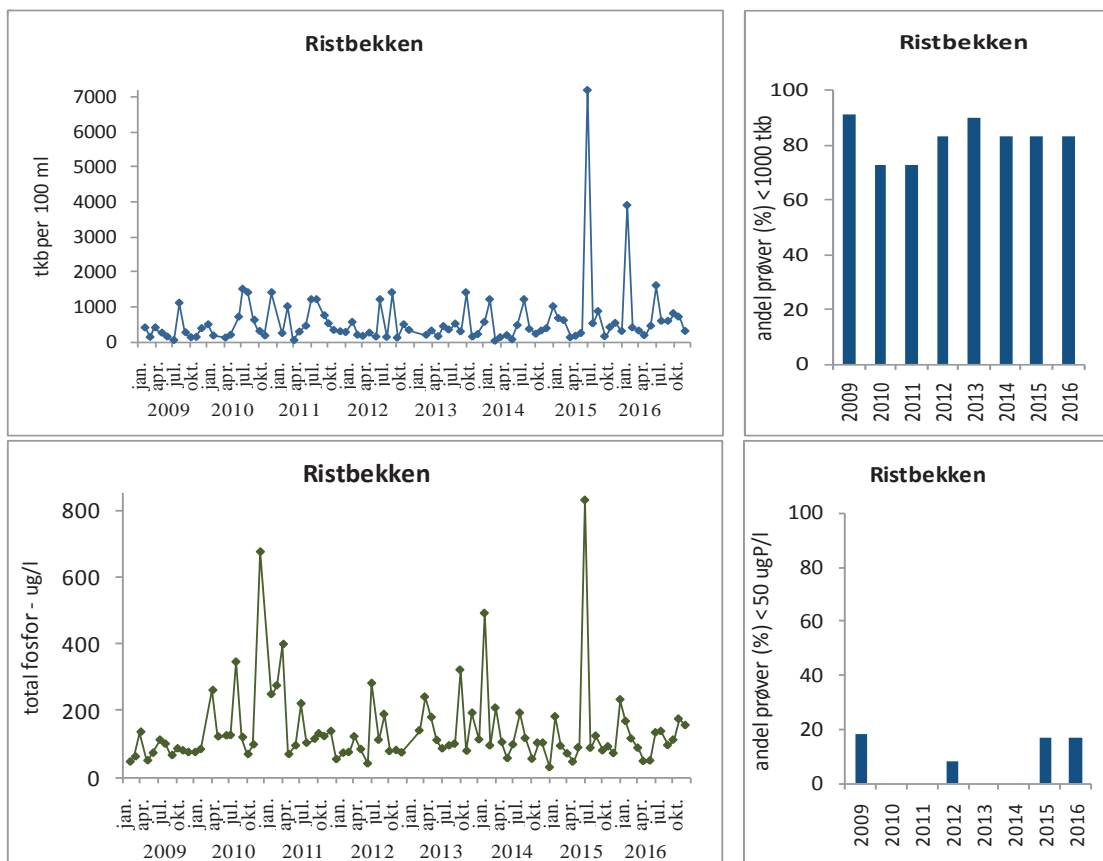 Ristbekken
tkbper 100 ml
7000
6000
5000
4000
3000
2000
1000
0
jan. apr. jul. okt. jan. apr. jul. okt. jan. apr. jul. okt. jan. apr. jul. okt. jan. apr. jul. okt. jan. apr. jul. okt. jan. apr. jul. okt. jan. apr. jul. okt.
2009 2010 2011 2012 2013 2014 2015 2016
Ristbekken
andel prøver (%) < 1000 tkb
100
80
60
40
20
0
2009 2010 2011 2012 2013 2014 2015 2016
Ristbekken
total fosfor - ug/l
800
600
400
200
0
jan. apr. jul. okt. jan. apr. jul. okt. jan. apr. jul. okt. jan. apr. jul. okt. jan. apr. jul. okt. jan. apr. jul. okt. jan. apr. jul. okt. jan. apr. jul. okt.
2009 2010 2011 2012 2013 2014 2015 2016
Ristbekken
andel prøver (%) < 50 ugP/l
100
80
60
40
20
0
2009 2010 2011 2012 2013 2014 2015 2016